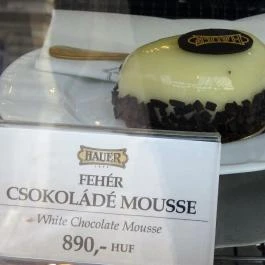 HAUER
FEHÉR
CSOKOLÁDÉ MOUSSE
White Chocolate Mousse
890,- HUF